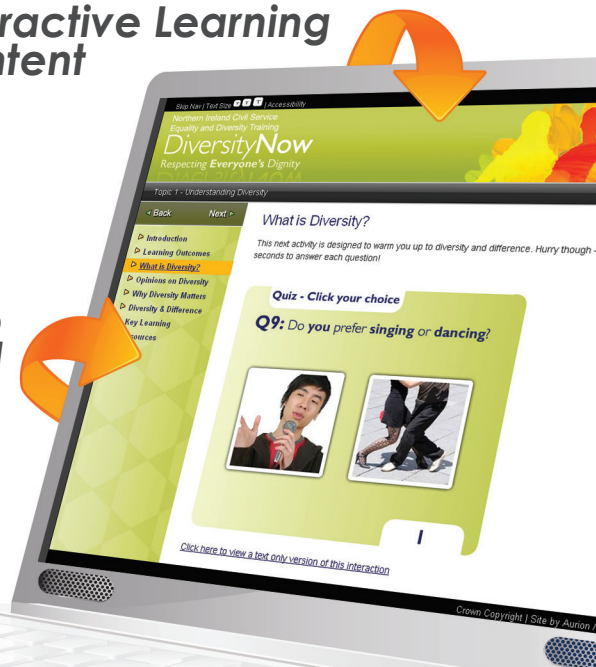 ractive Learning
ntent
Skip Nav | Text Size T T T | Accessibility
Northern Ireland Civil Service
Equality and Diversity Training
DiversityNow
Respecting Everyone's Dignity
Topic 1 - Understanding Diversity
Back Next
Introduction
Learning Outcomes
What is Diversity?
Opinions on Diversity
Why Diversity Matters
Diversity & Difference
Key Learning
sources
What is Diversity?
This next activity is designed to warm you up to diversity and difference. Hurry though -
seconds to answer each question!
Quiz - Click your choice
Q9: Do you prefer singing or dancing?
1
Click here to view a text only version of this interaction
Crown Copyright | Site by Aurion /